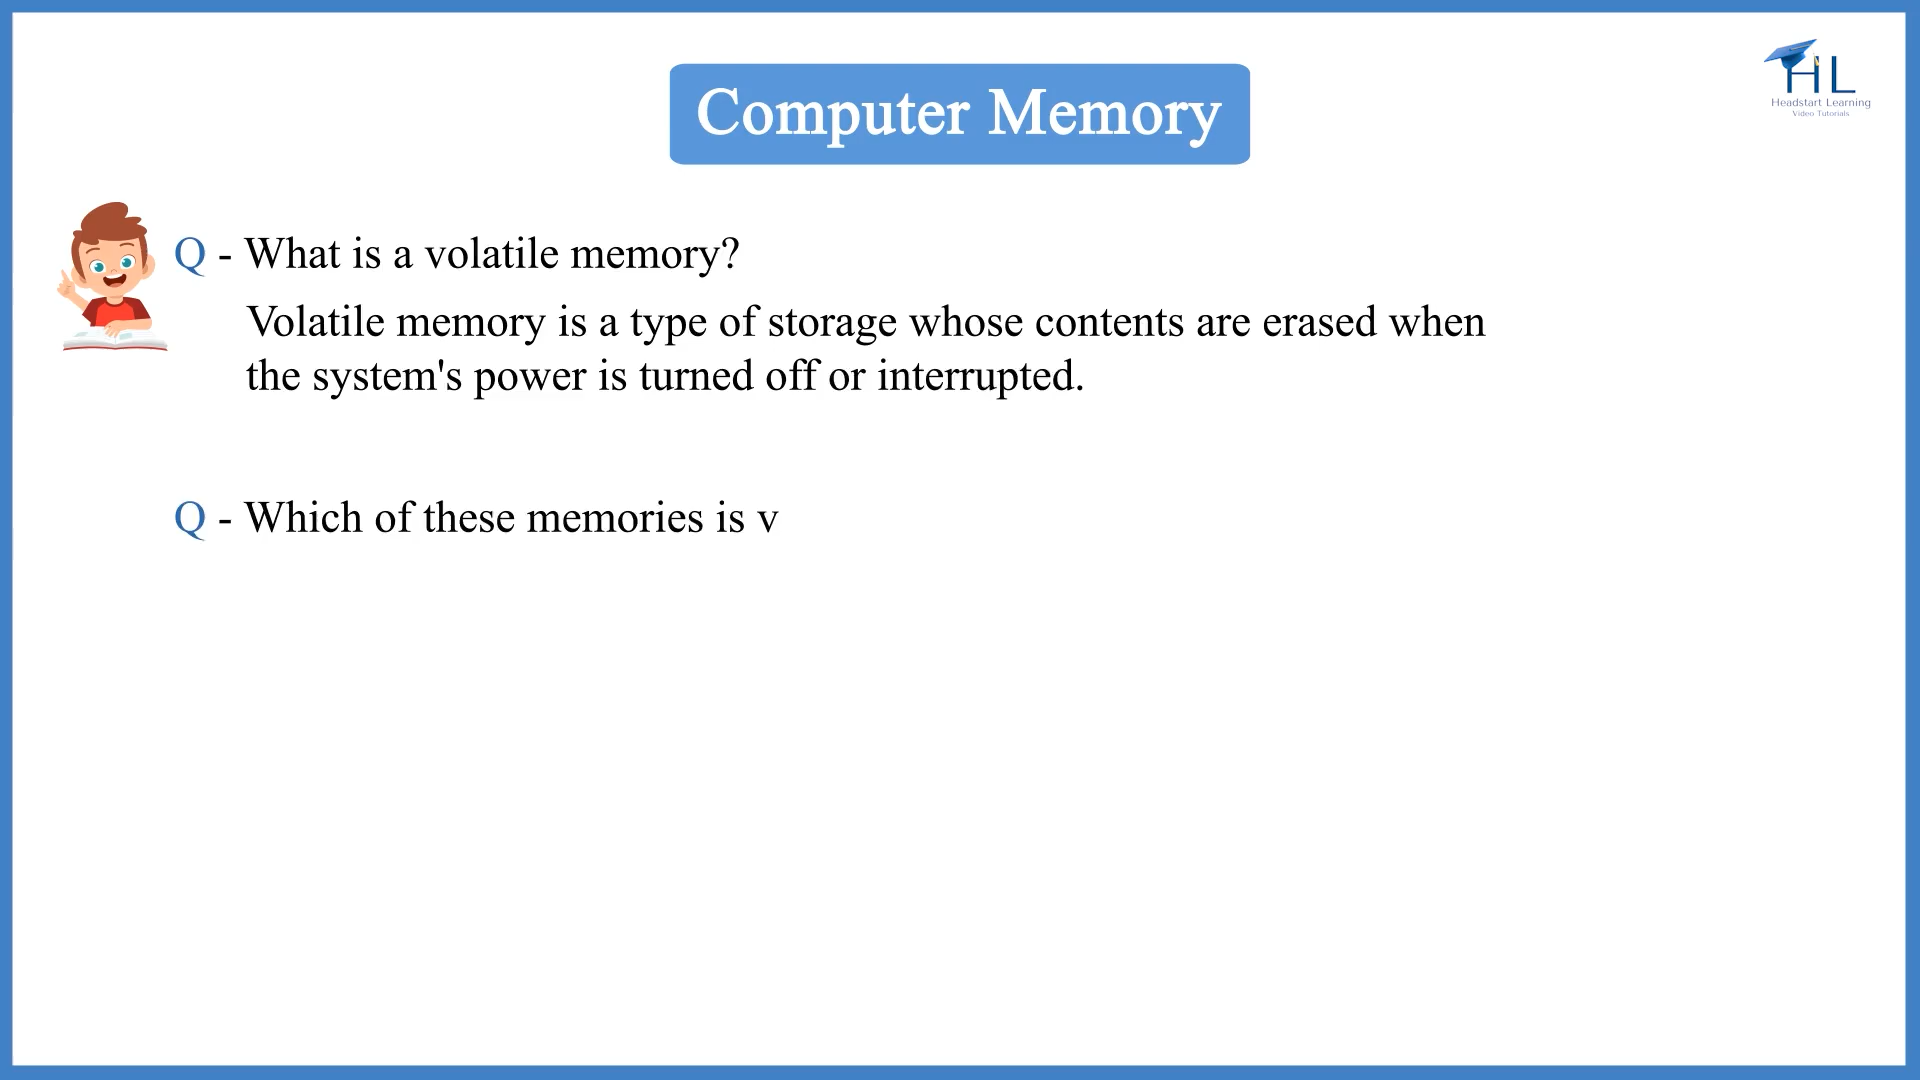 Computer Memory
HL
Headstart Learning
Video Tutorials
Q - What is a volatile memory?
Volatile memory is a type of storage whose contents are erased when
the system's power is turned off or interrupted.
Q - Which of these memories is v